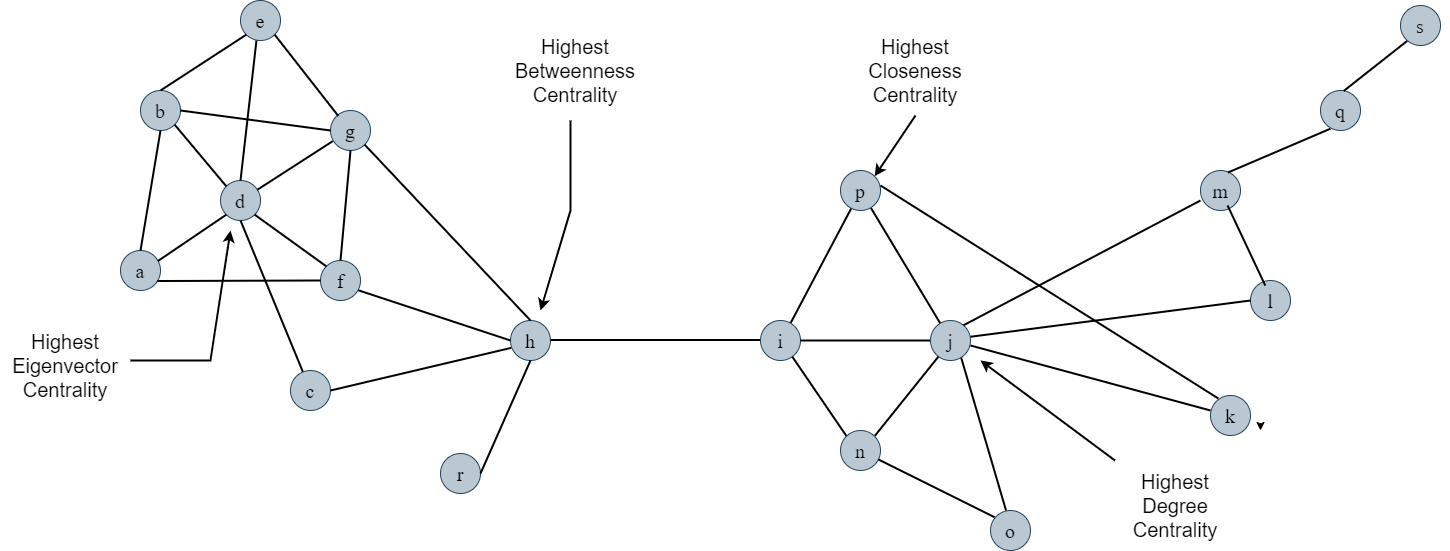 e
s
Highest
Betweenness
Centrality
Highest
Closeness
Centrality
b
g
q
d
p
m
a
f
l
Highest
Eigenvector
Centrality
h
i
j
c
k
n
r
Highest
Degree
Centrality
o